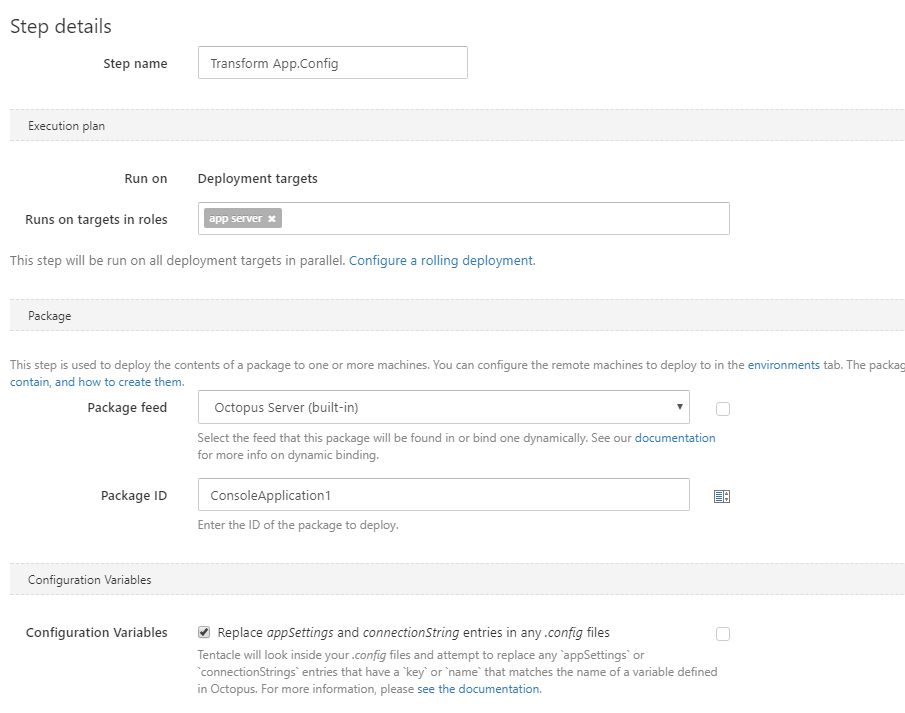 Step details
Step name
Transform App.Config
Execution plan
Run on
Deployment targets
Runs on targets in roles
app server ×
This step will be run on all deployment targets in parallel. Configure a rolling deployment.
Package
This step is used to deploy the contents of a package to one or more machines. You can configure the remote machines to deploy to in the environments tab. The packag
contain, and how to create them.
Package feed
Octopus Server (built-in)
Select the feed that this package will be found in or bind one dynamically. See our documentation
for more info on dynamic binding.
Package ID
ConsoleApplication1
Enter the ID of the package to deploy.
Configuration Variables
Configuration Variables
Replace appSettings and connectionString entries in any .config files
Tentacle will look inside your .config files and attempt to replace any `appSettings` or
`connectionStrings` entries that have a `key` or `name` that matches the name of a variable defined
in Octopus. For more information, please see the documentation.